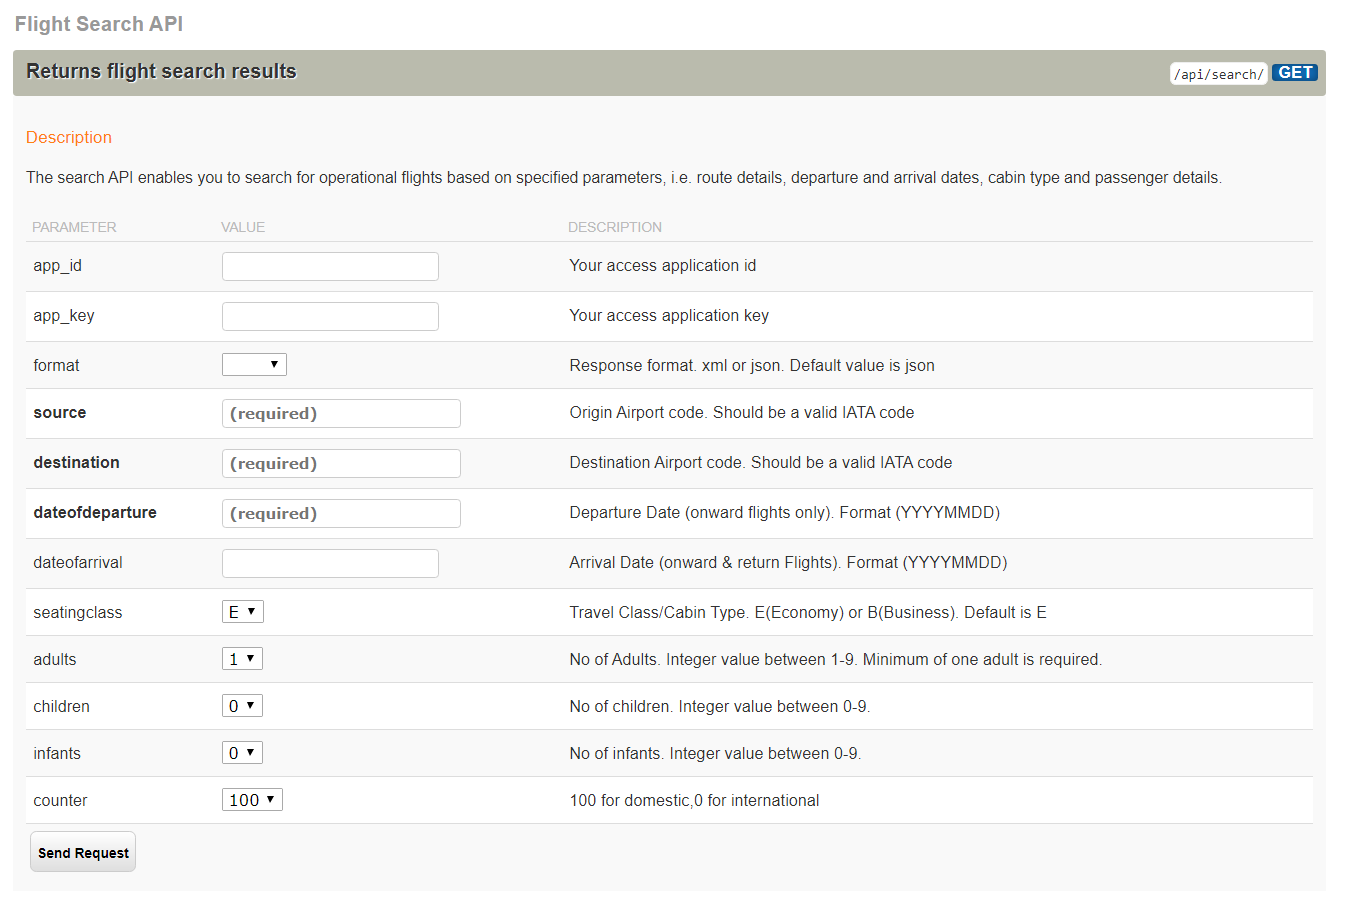 Flight Search API
Returns flight search results /api/search/ GET
Description
The search API enables you to search for operational flights based on specified parameters, i.e. route details, departure and arrival dates, cabin type and passenger details.
PARAMETER VALUE DESCRIPTION
app_id Your access application id
app_key Your access application key
format Response format. xml or json. Default value is json
source (required) Origin Airport code. Should be a valid IATA code
destination (required) Destination Airport code. Should be a valid IATA code
dateofdeparture (required) Departure Date (onward flights only). Format (YYYYMMDD)
dateofarrival Arrival Date (onward & return Flights). Format (YYYYMMDD)
seatingclass E Travel Class/Cabin Type. E(Economy) or B(Business). Default is E
adults 1 No of Adults. Integer value between 1-9. Minimum of one adult is required.
children 0 No of children. Integer value between 0-9.
infants 0 No of infants. Integer value between 0-9.
counter 100 100 for domestic,0 for international
Send Request